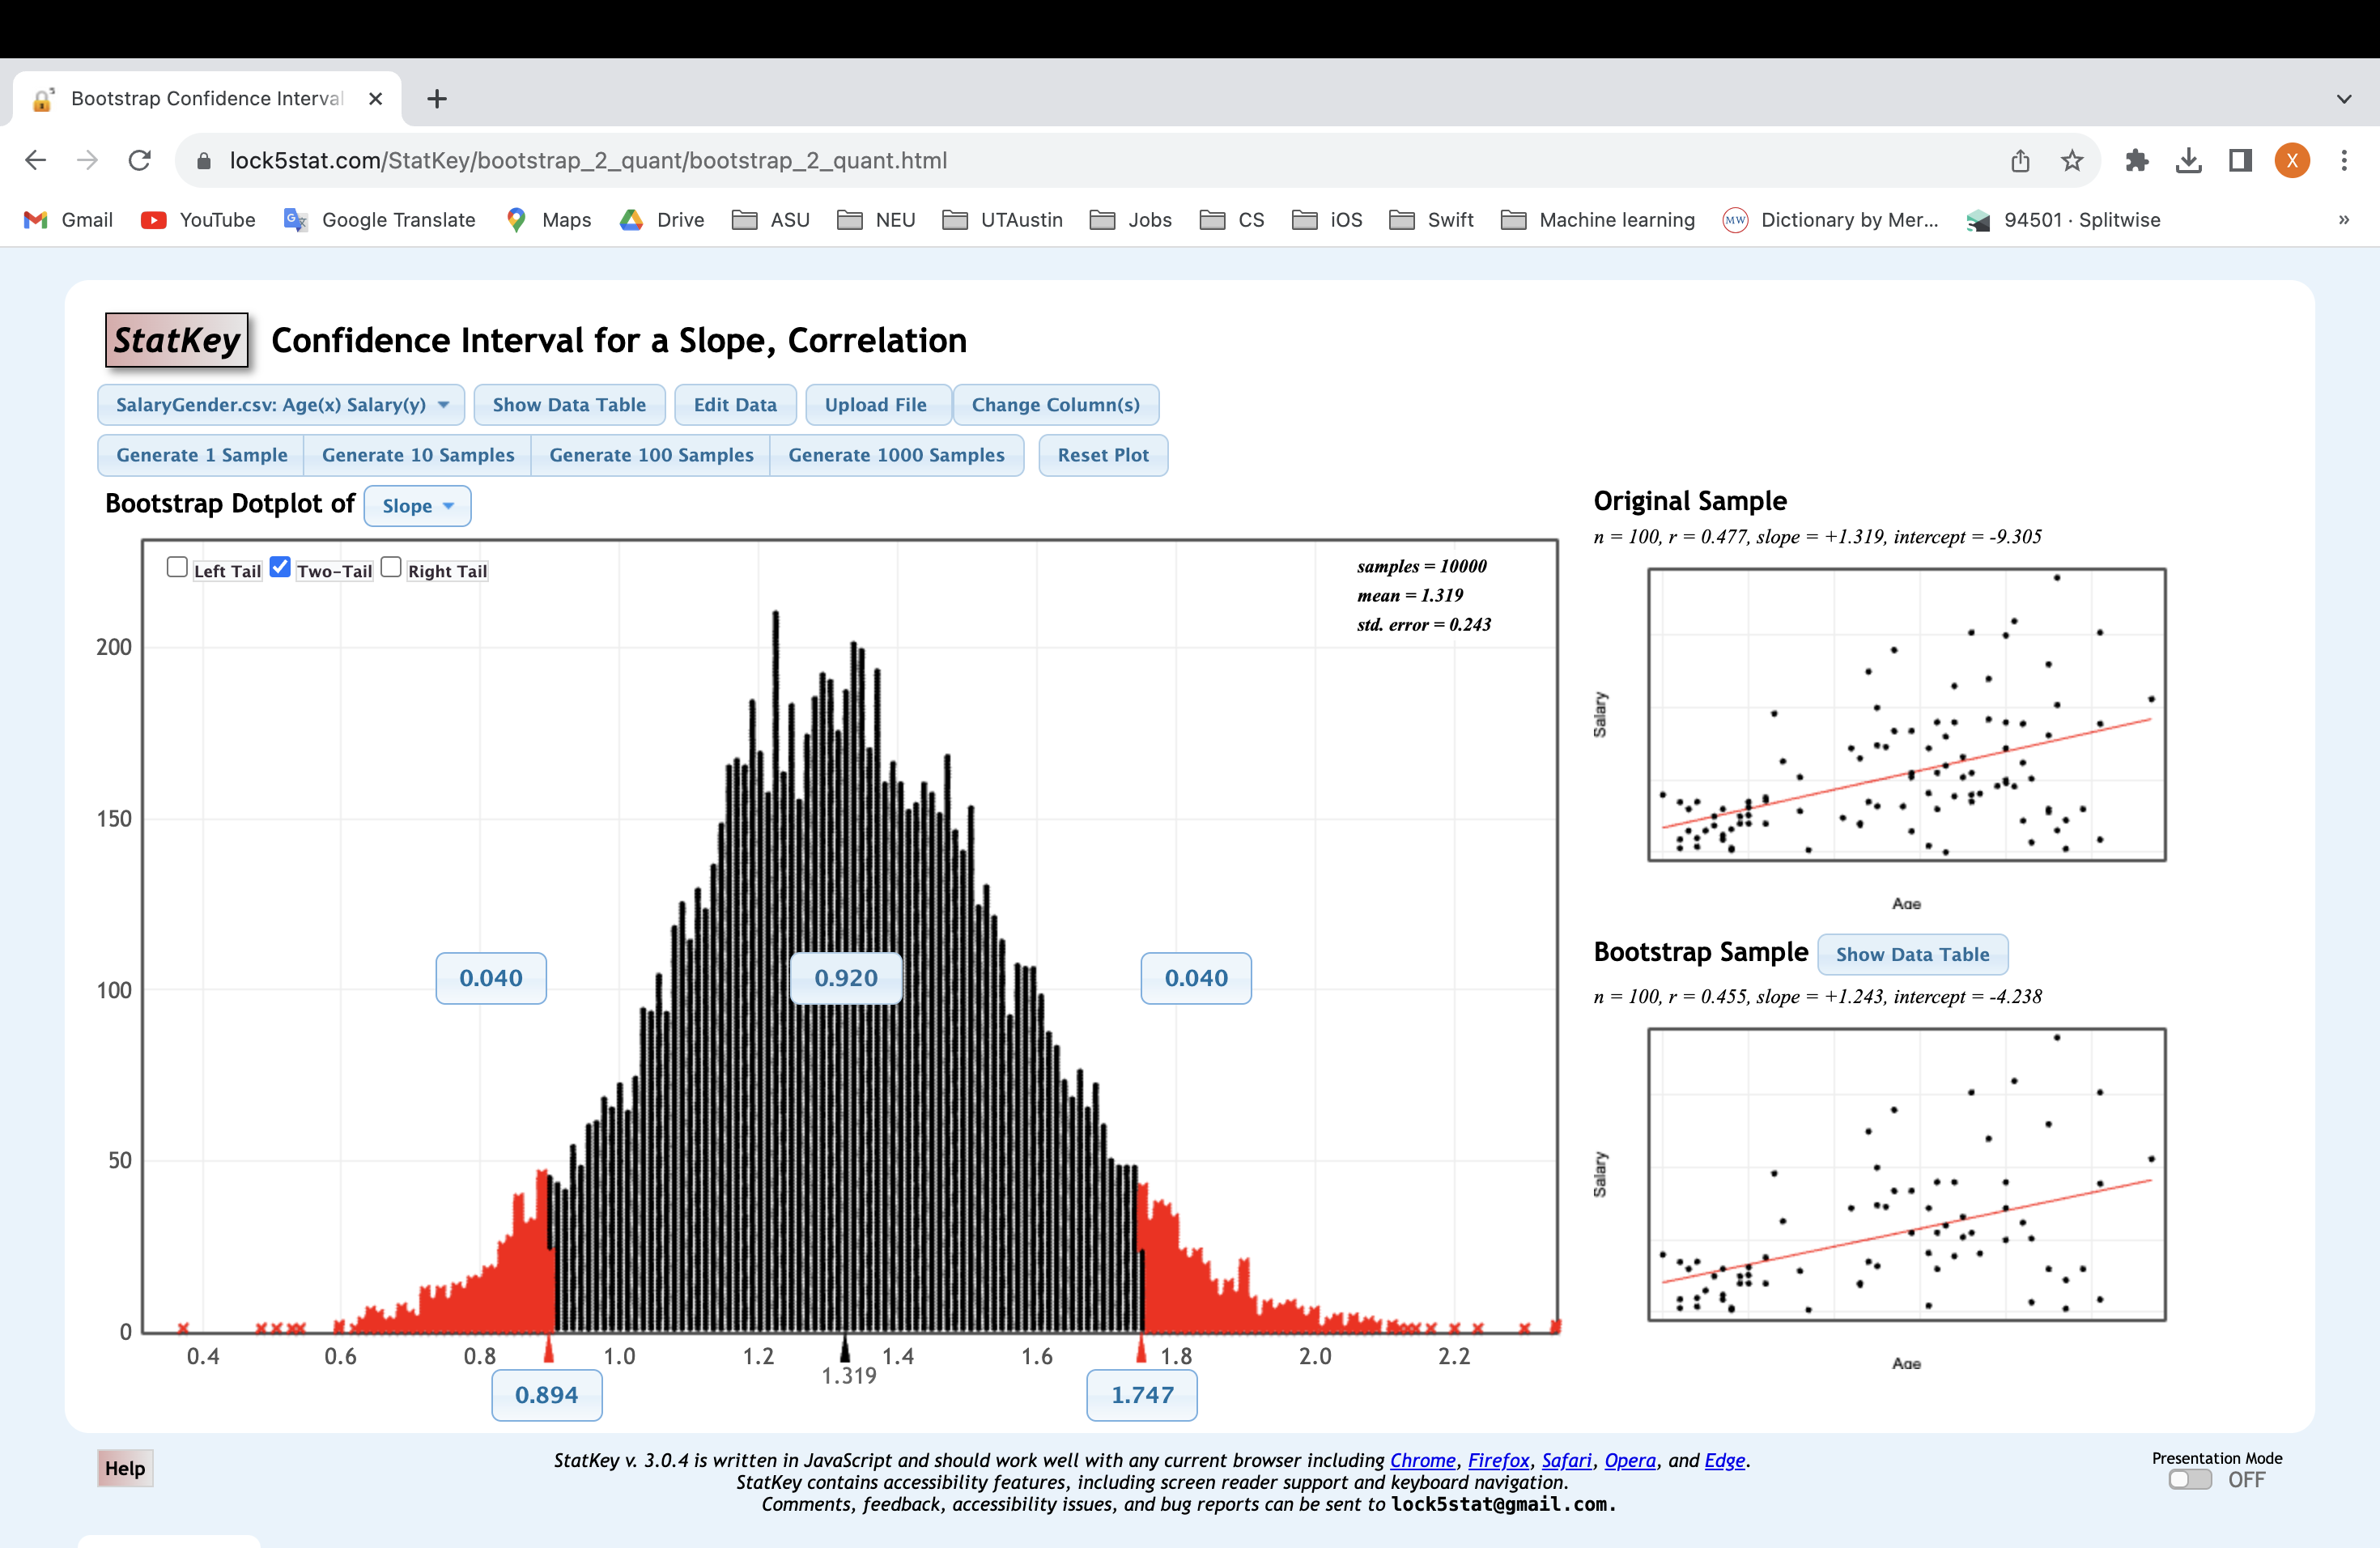 Bootstrap Confidence Interval
lock5stat.com/StatKey/bootstrap_2_quant/bootstrap_2_quant.html
X
Gmail YouTube Google Translate Maps Drive ASU NEU UTAustin Jobs CS iOS Swift Machine learning MW Dictionary by Mer... 94501 · Splitwise »
StatKey Confidence Interval for a Slope, Correlation
SalaryGender.csv: Age(x) Salary(y) Show Data Table Edit Data Upload File Change Column(s)
Generate 1 Sample Generate 10 Samples Generate 100 Samples Generate 1000 Samples Reset Plot
Bootstrap Dotplot of Slope
Left Tail Two-Tail Right Tail
samples = 10000
mean = 1.319
std. error = 0.243
200
150
100
50
0
0.040 0.920 0.040
0.4 0.6 0.8 1.0 1.2 1.4 1.6 1.8 2.0 2.2
1.319
0.894 1.747
Original Sample
n = 100, r = 0.477, slope = +1.319, intercept = -9.305
Salary
Age
Bootstrap Sample Show Data Table
n = 100, r = 0.455, slope = +1.243, intercept = -4.238
Salary
Age
Help
StatKey v. 3.0.4 is written in JavaScript and should work well with any current browser including Chrome, Firefox, Safari, Opera, and Edge.
StatKey contains accessibility features, including screen reader support and keyboard navigation.
Comments, feedback, accessibility issues, and bug reports can be sent to lock5stat@gmail.com.
Presentation Mode
OFF